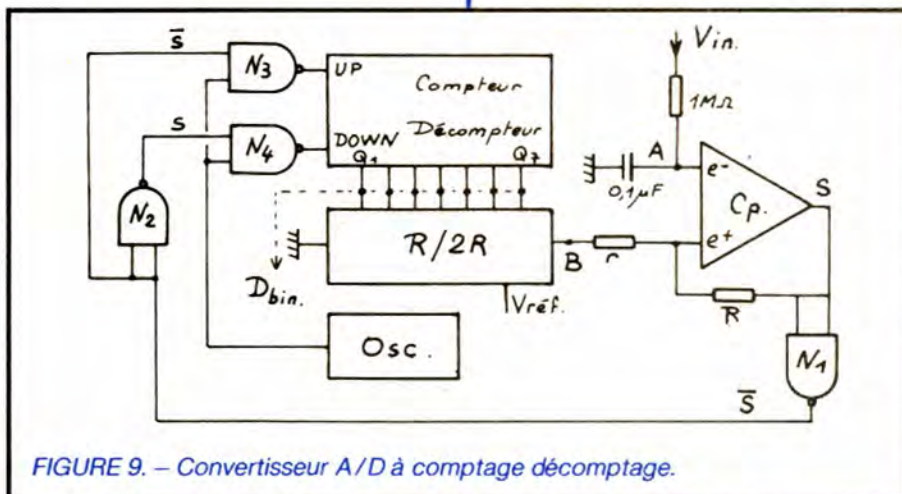 S̅
Vin.
N3
UP
Compteur
1MΩ
S
N4
DOWN
Décompteur
A
e-
Q1
Q7
0,1µF
Cp.
S
N2
R/2R
B
r
e+
Dbin.
Vréf.
R
Osc.
N1
S̅
FIGURE 9. – Convertisseur A/D à comptage décomptage.